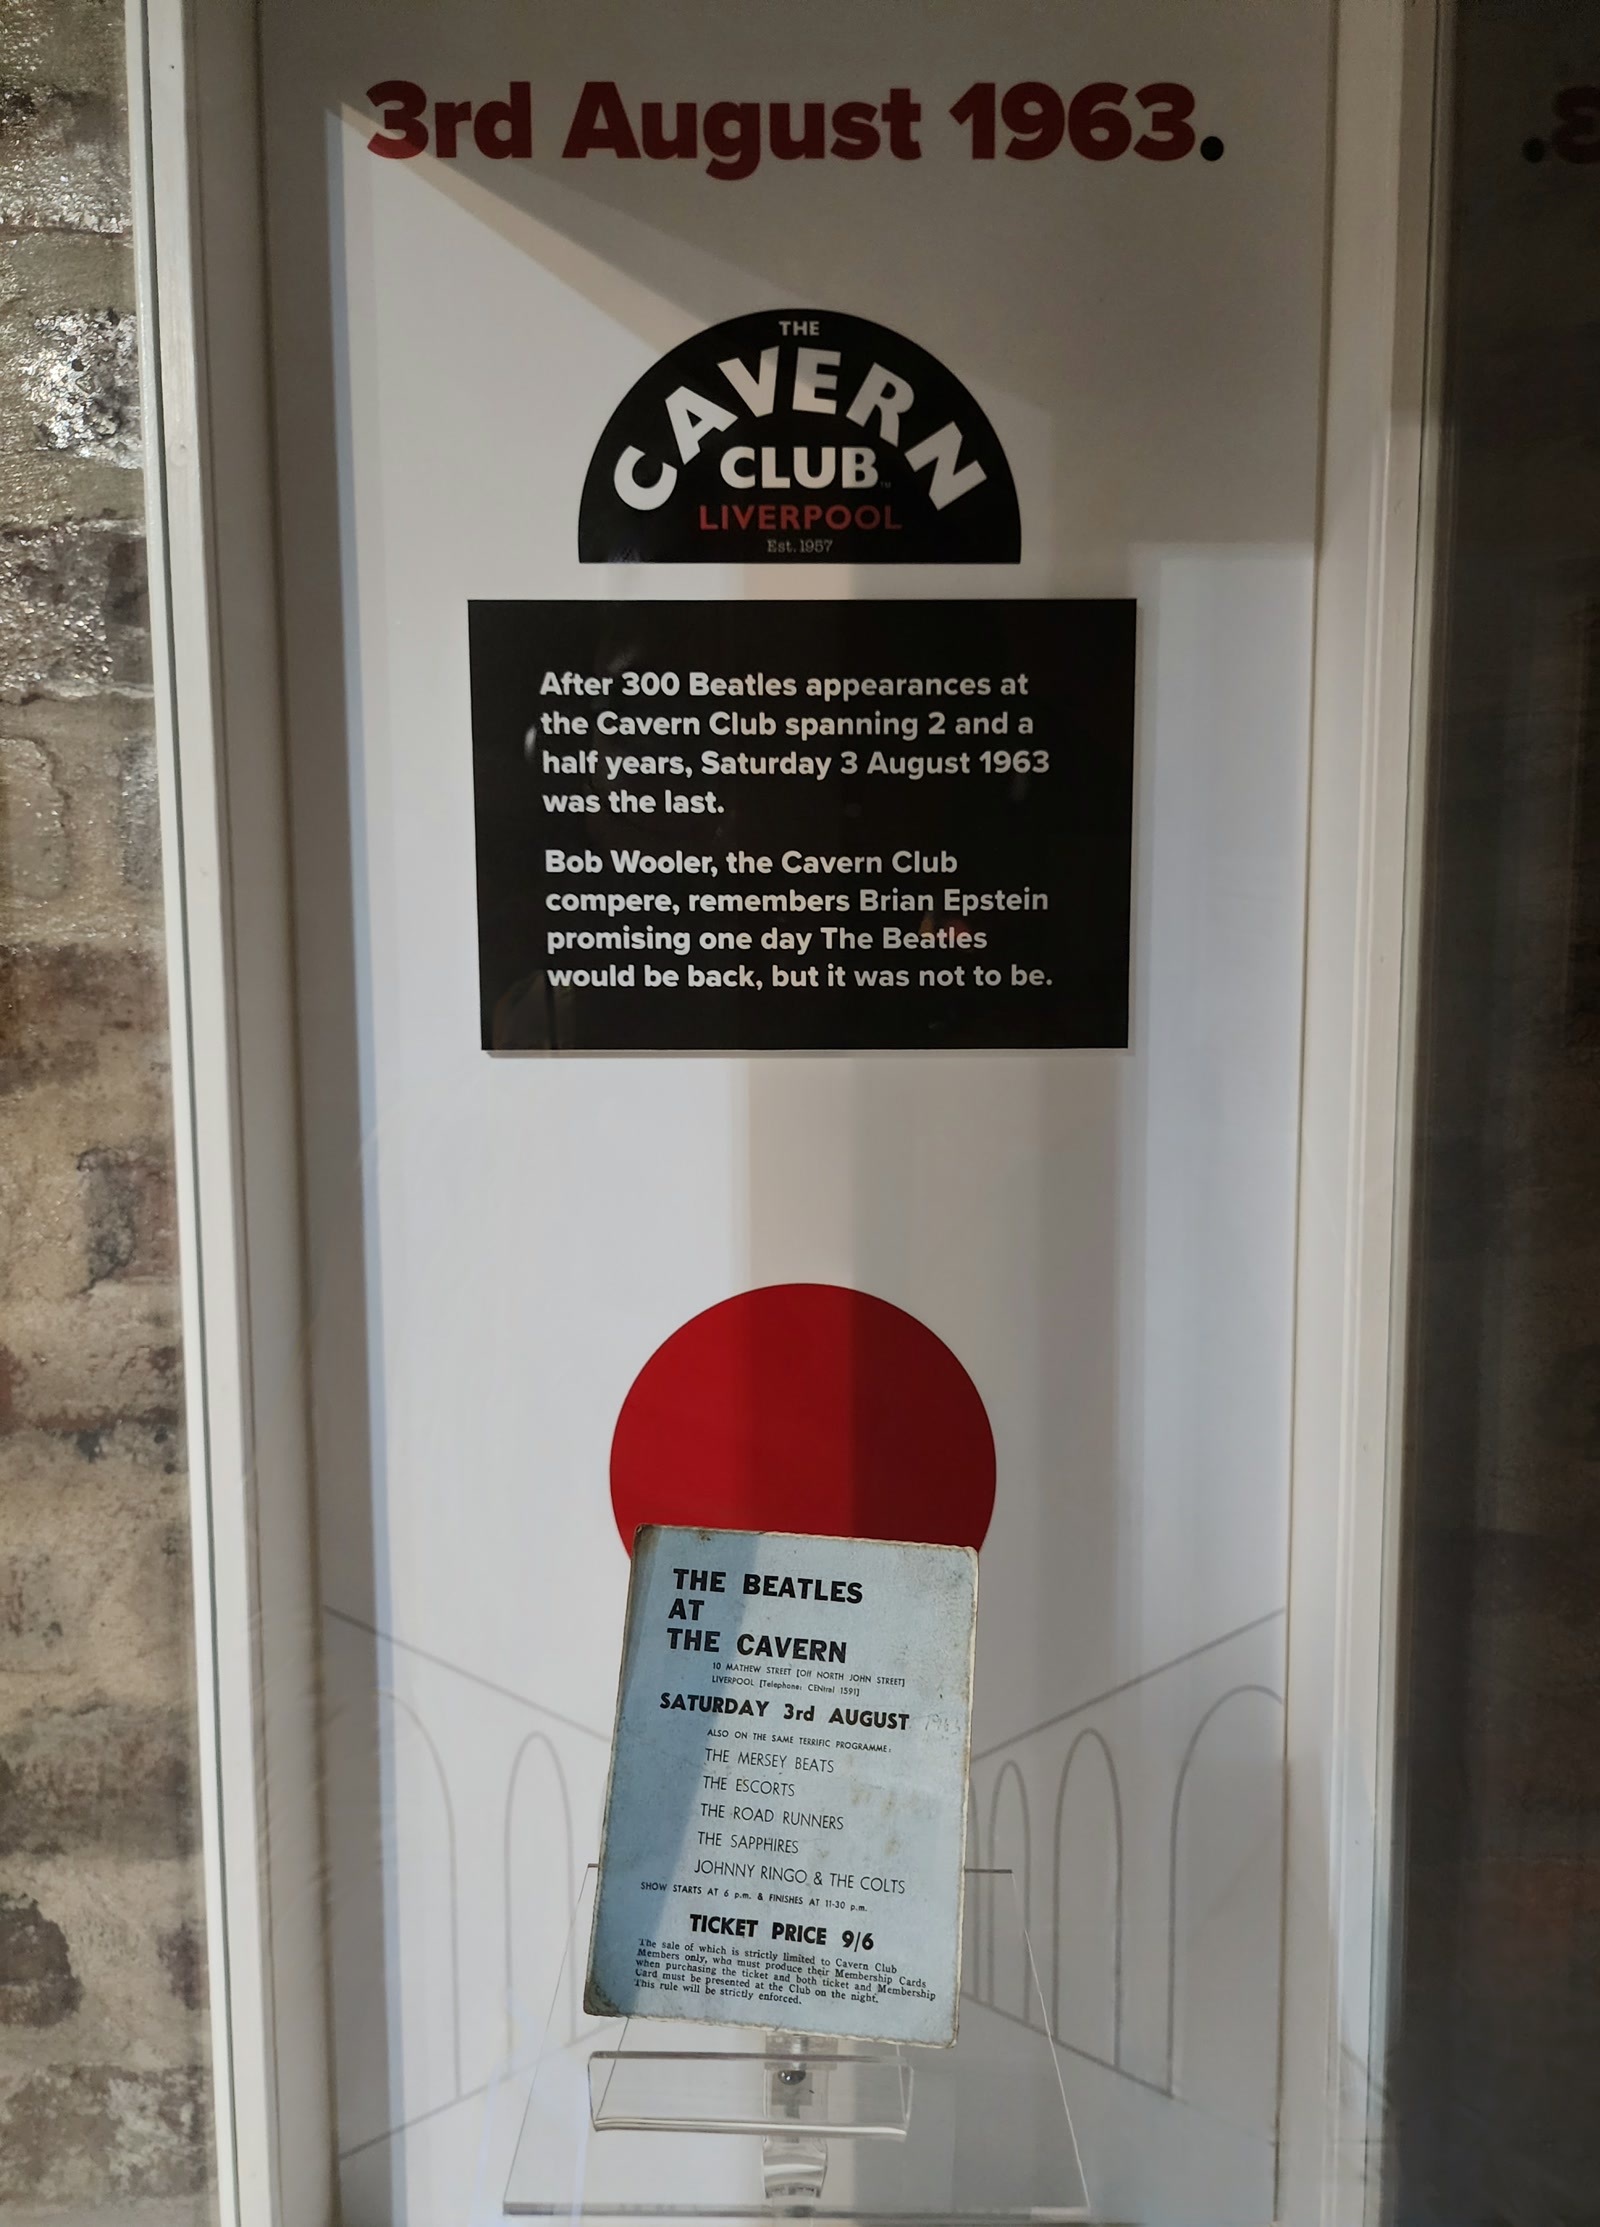 3rd August 1963.
THE
CAVERN
CLUB™
LIVERPOOL
Est. 1957
After 300 Beatles appearances at
the Cavern Club spanning 2 and a
half years, Saturday 3 August 1963
was the last.
Bob Wooler, the Cavern Club
compere, remembers Brian Epstein
promising one day The Beatles
would be back, but it was not to be.
THE BEATLES
AT
THE CAVERN
10 MATHEW STREET [Off NORTH JOHN STREET]
LIVERPOOL [Telephone: CENtral 1591]
SATURDAY 3rd AUGUST 1963
ALSO ON THE SAME TERRIFIC PROGRAMME:
THE MERSEY BEATS
THE ESCORTS
THE ROAD RUNNERS
THE SAPPHIRES
JOHNNY RINGO & THE COLTS
SHOW STARTS AT 6 p.m. & FINISHES AT 11-30 p.m.
TICKET PRICE 9/6
The sale of which is strictly limited to Cavern Club
Members only, who must produce their Membership Cards
when purchasing the ticket and both ticket and Membership
Card must be presented at the Club on the night.
This rule will be strictly enforced.